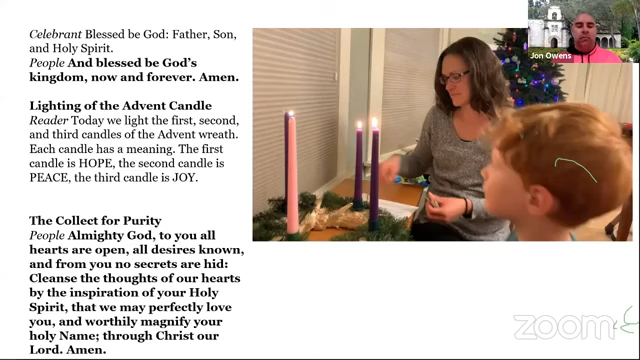 Celebrant Blessed be God: Father, Son,
and Holy Spirit.
People And blessed be God's
kingdom, now and forever. Amen.
Lighting of the Advent Candle
Reader Today we light the first, second,
and third candles of the Advent wreath.
Each candle has a meaning. The first
candle is HOPE, the second candle is
PEACE, the third candle is JOY.
The Collect for Purity
People Almighty God, to you all
hearts are open, all desires known,
and from you no secrets are hid:
Cleanse the thoughts of our hearts
by the inspiration of your Holy
Spirit, that we may perfectly love
you, and worthily magnify your
holy Name; through Christ our
Lord. Amen.
Jon Owens
zoom